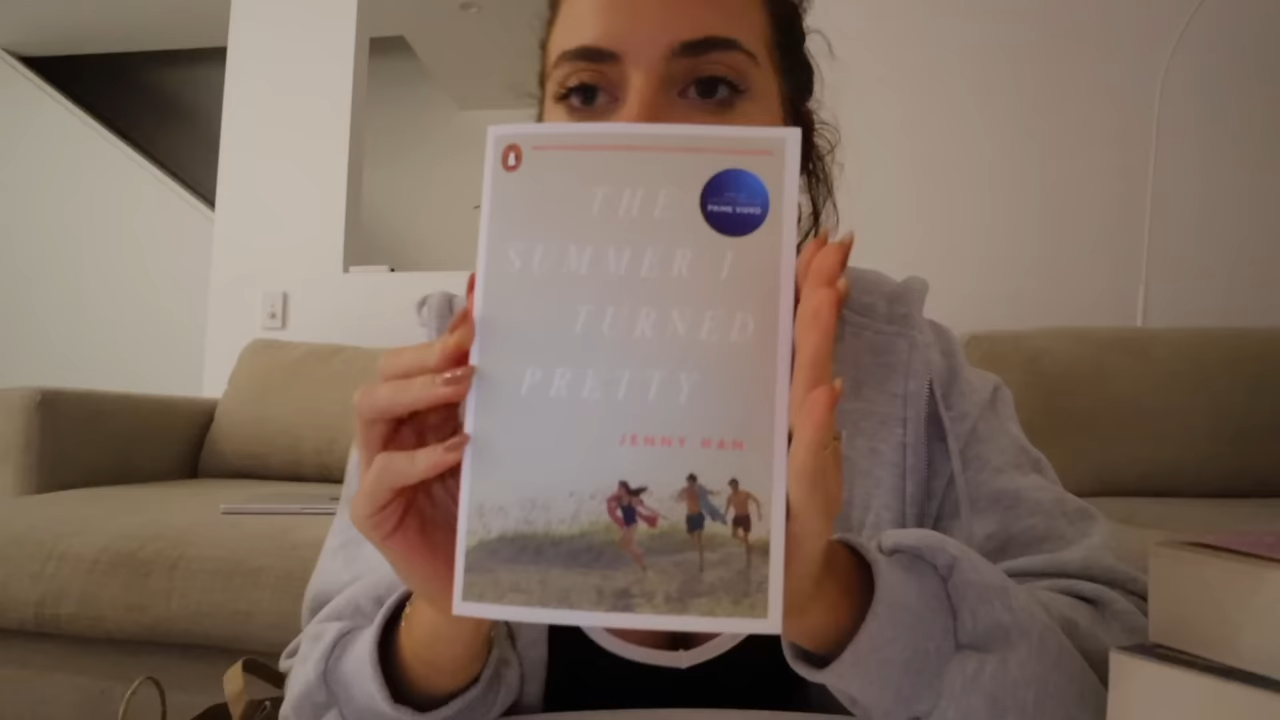 THE
SUMMER I
TURNED
PRETTY
JENNY HAN
PRIME VIDEO